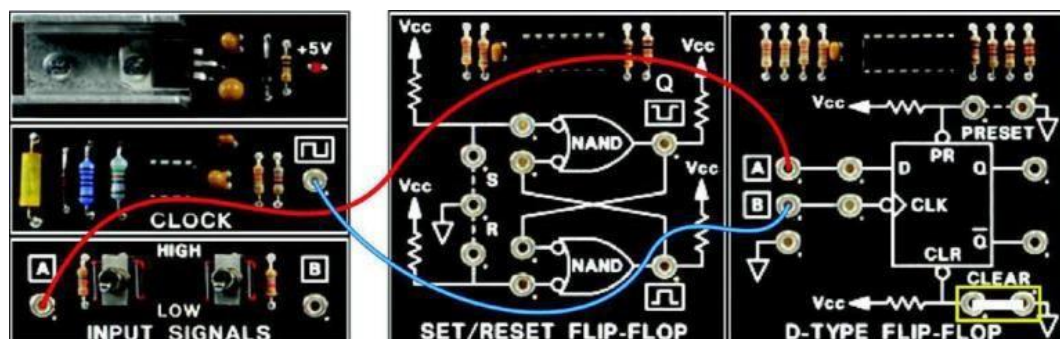 +5V
CLOCK
HIGH
A
B
LOW
INPUT SIGNALS
Vcc
Vcc
Q
NAND
S
R
Vcc
Vcc
NAND
SET/RESET FLIP-FLOP
Vcc
PRESET
PR
A
D
Q
B
CLK
Q
CLR
CLEAR
Vcc
D-TYPE FLIP-FLOP